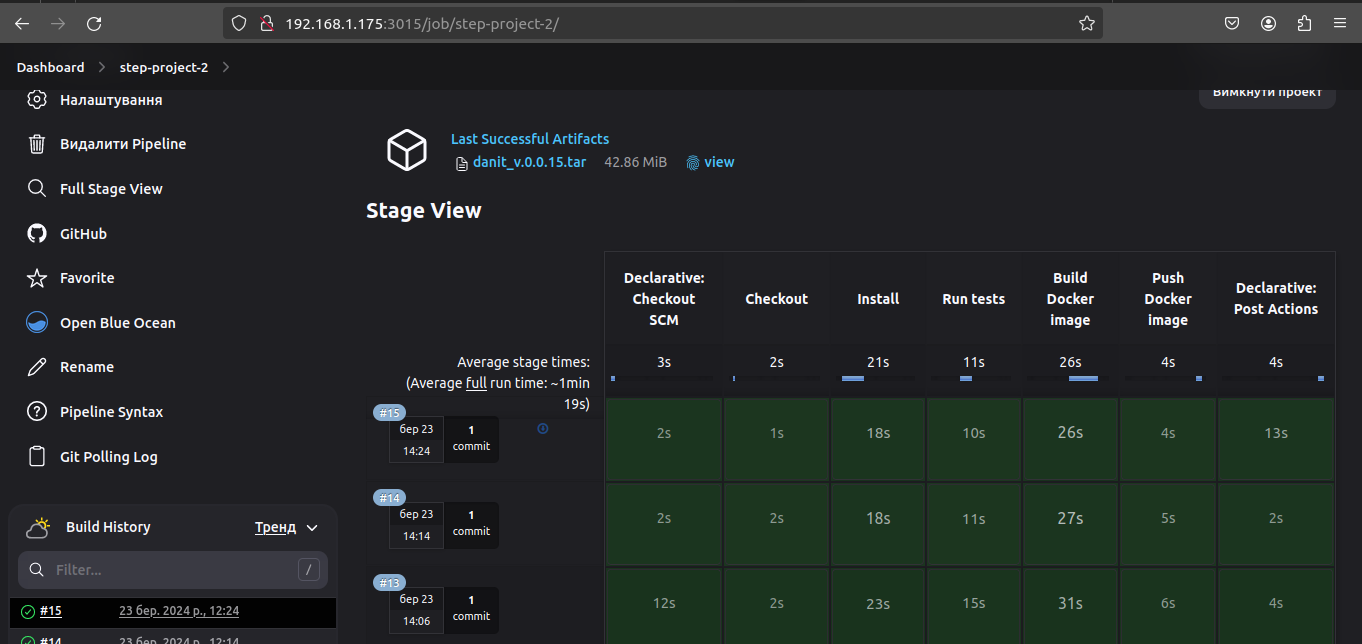 192.168.1.175:3015/job/step-project-2/
Dashboard
step-project-2
Налаштування
Видалити Pipeline
Full Stage View
GitHub
Favorite
Open Blue Ocean
Rename
Pipeline Syntax
Git Polling Log
Build History
Тренд
Filter...
/
#15
23 бер. 2024 р., 12:24
#14
23 бер. 2024 р., 12:14
Вимкнути проект
Last Successful Artifacts
danit_v.0.0.15.tar 42.86 MiB view
Stage View
Declarative:
Checkout
SCM
Checkout
Install
Run tests
Build
Docker
image
Push
Docker
image
Declarative:
Post Actions
Average stage times:
(Average full run time: ~1min
19s)
3s 2s 21s 11s 26s 4s 4s
#15
бер 23
14:24
1
commit
2s 1s 18s 10s 26s 4s 13s
#14
бер 23
14:14
1
commit
2s 2s 18s 11s 27s 5s 2s
#13
бер 23
14:06
1
commit
12s 2s 23s 15s 31s 6s 4s